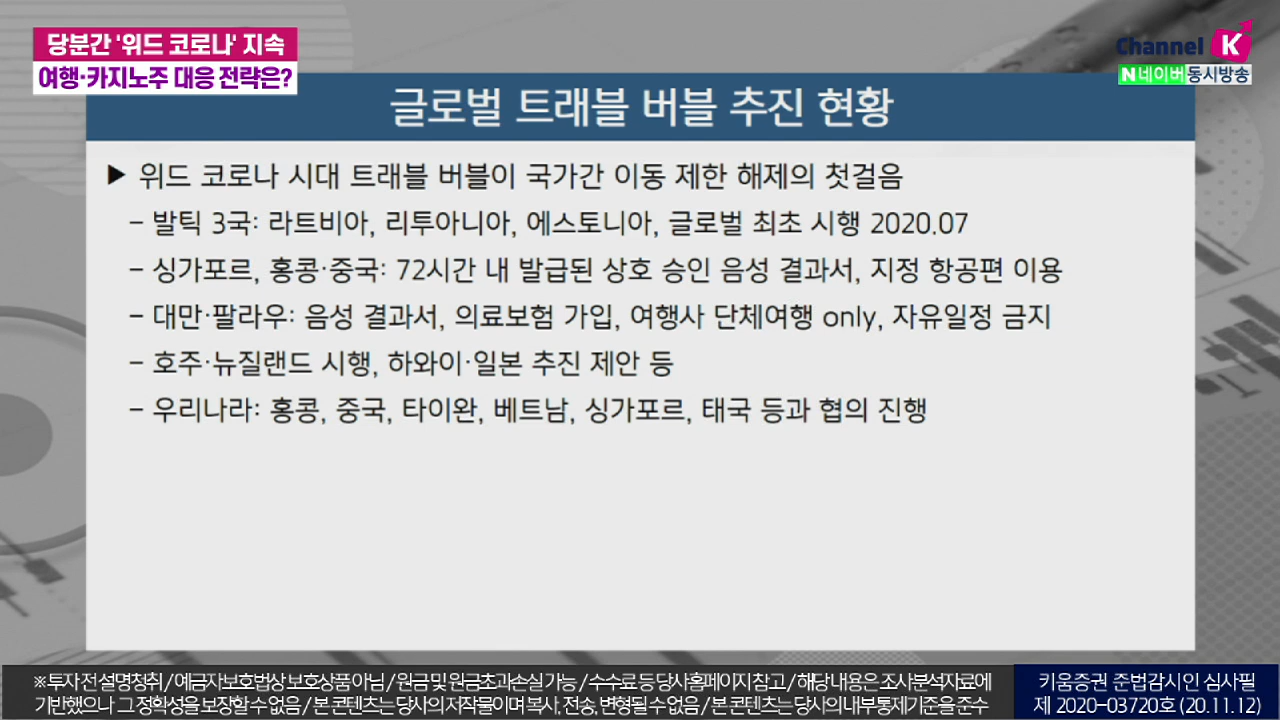 당분간 '위드 코로나' 지속
여행·카지노주 대응 전략은?
Channel K
N 네이버 동시방송
글로벌 트래블 버블 추진 현황
▶ 위드 코로나 시대 트래블 버블이 국가간 이동 제한 해제의 첫걸음
- 발틱 3국: 라트비아, 리투아니아, 에스토니아, 글로벌 최초 시행 2020.07
- 싱가포르, 홍콩·중국: 72시간 내 발급된 상호 승인 음성 결과서, 지정 항공편 이용
- 대만·팔라우: 음성 결과서, 의료보험 가입, 여행사 단체여행 only, 자유일정 금지
- 호주·뉴질랜드 시행, 하와이·일본 추진 제안 등
- 우리나라: 홍콩, 중국, 타이완, 베트남, 싱가포르, 태국 등과 협의 진행
※ 투자 전 설명청취 / 예금자보호법상 보호상품 아님 / 원금 및 원금초과손실 가능 / 수수료 등 당사홈페이지 참고 / 해당 내용은 조사분석자료에
기반했으나 그 정확성을 보장할 수 없음 / 본 콘텐츠는 당사의 저작물이며 복사, 전송, 변형될 수 없음 / 본 콘텐츠는 당사의 내부통제기준을 준수
키움증권 준법감시인 심사필
제 2020-03720호 (20.11.12)